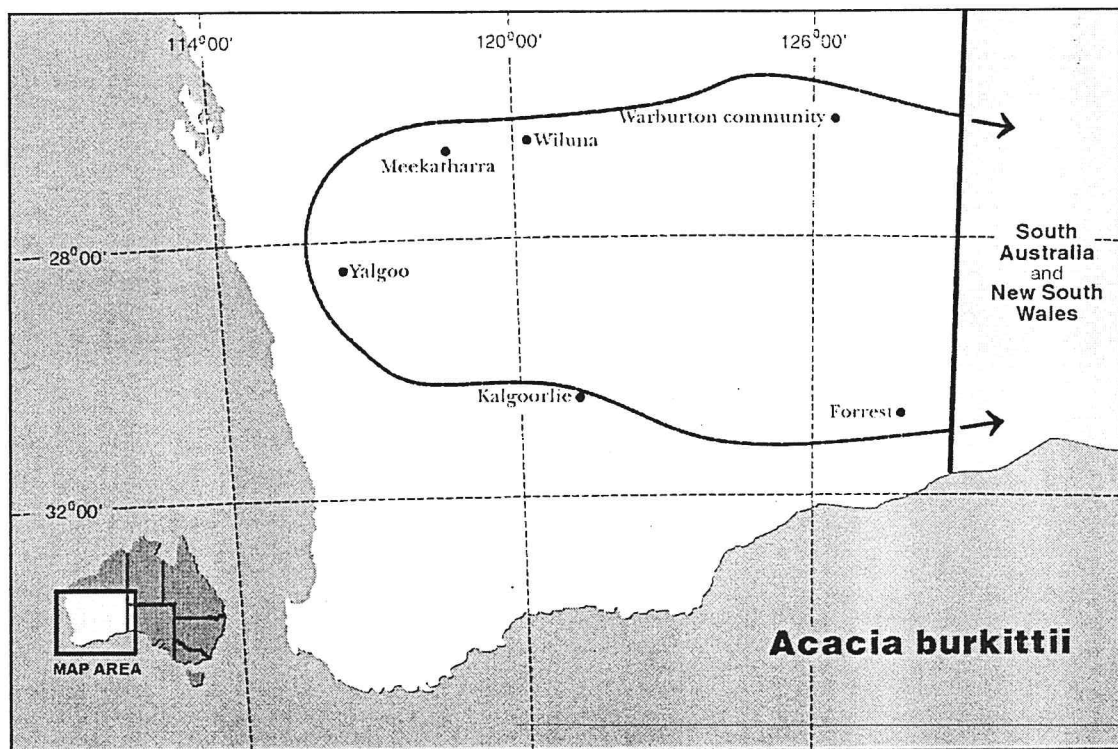 114°00'
120°00'
126°00'
Warburton community
Wiluna
Meekatharra
28°00'
Yalgoo
South
Australia
and
New South
Wales
Kalgoorlie
Forrest
32°00'
MAP AREA
Acacia burkittii